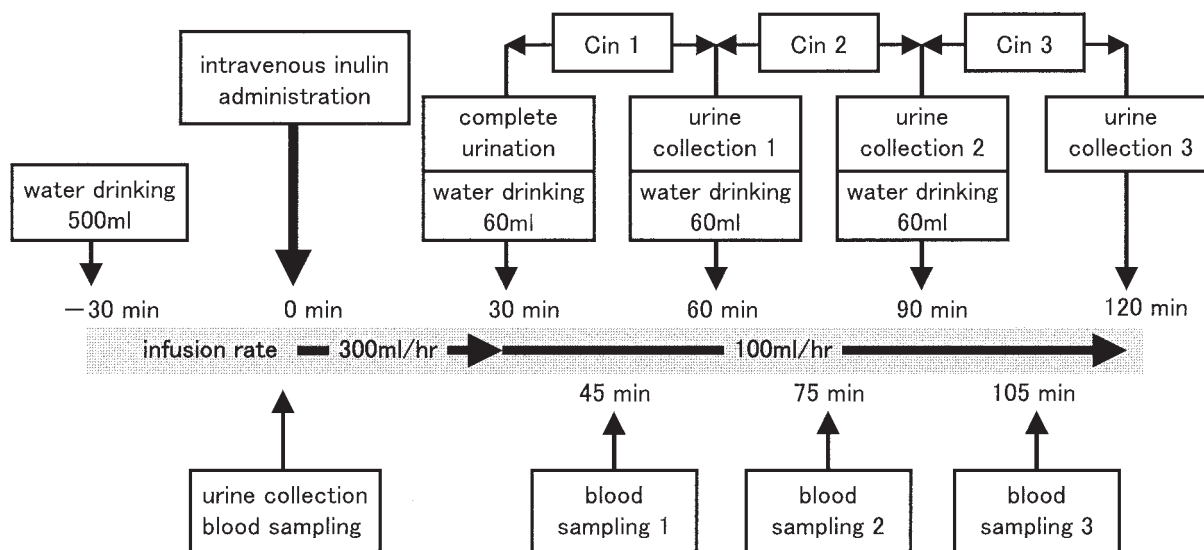 Cin 1
Cin 2
Cin 3
intravenous inulin
administration
complete
urination
urine
collection 1
urine
collection 2
urine
collection 3
water drinking
500ml
water drinking
60ml
water drinking
60ml
water drinking
60ml
−30 min
0 min
30 min
60 min
90 min
120 min
infusion rate
300ml/hr
100ml/hr
45 min
75 min
105 min
urine collection
blood sampling
blood
sampling 1
blood
sampling 2
blood
sampling 3